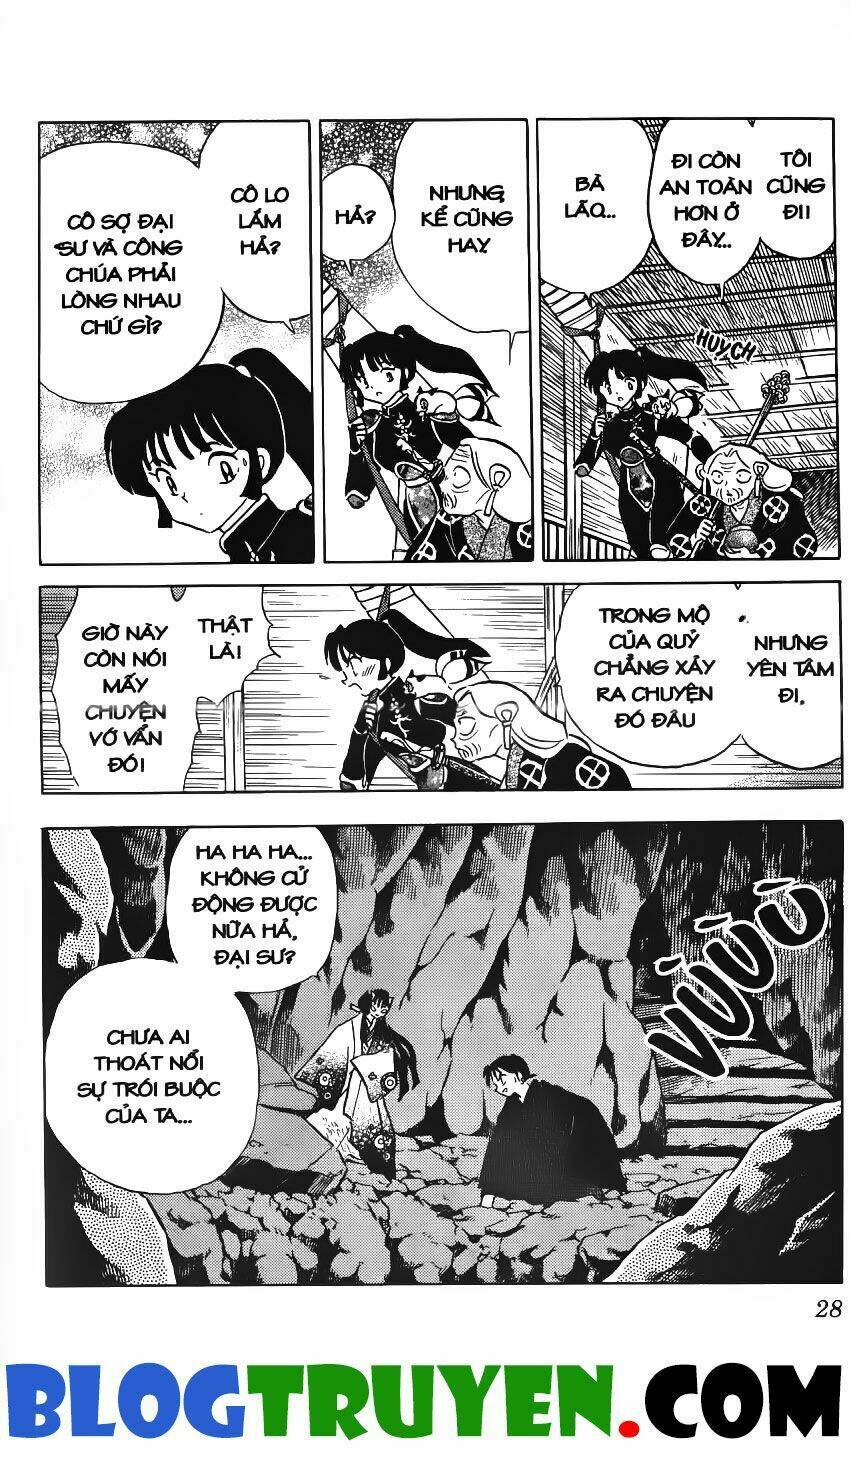 TÔI
CŨNG
ĐI!
ĐI CÒN
AN TOÀN
HƠN Ở
ĐÂY...
BÀ
LÃO...
HUỴCH
NHƯNG,
KỂ CŨNG
HAY.
HẢ?
CÔ LO
LẮM
HẢ?
CÔ SỢ ĐẠI
SƯ VÀ CÔNG
CHÚA PHẢI
LÒNG NHAU
CHỨ GÌ?
NHƯNG
YÊN TÂM
ĐI,
TRONG MỘ
CỦA QUỶ
CHẲNG XẢY
RA CHUYỆN
ĐÓ ĐÂU
THẬT
LÀ!
GIỜ NÀY
CÒN NÓI
MẤY
CHUYỆN
VỚ VẨN
ĐÓ!
VÙÙÙ
HA HA HA...
KHÔNG CỬ
ĐỘNG ĐƯỢC
NỮA HẢ,
ĐẠI SƯ?
CHƯA AI
THOÁT NỔI
SỰ TRÓI BUỘC
CỦA TA...
28
BLOGTRUYEN.COM